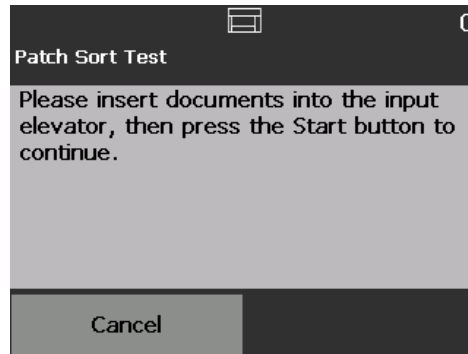 Patch Sort Test
Please insert documents into the input
elevator, then press the Start button to
continue.
Cancel